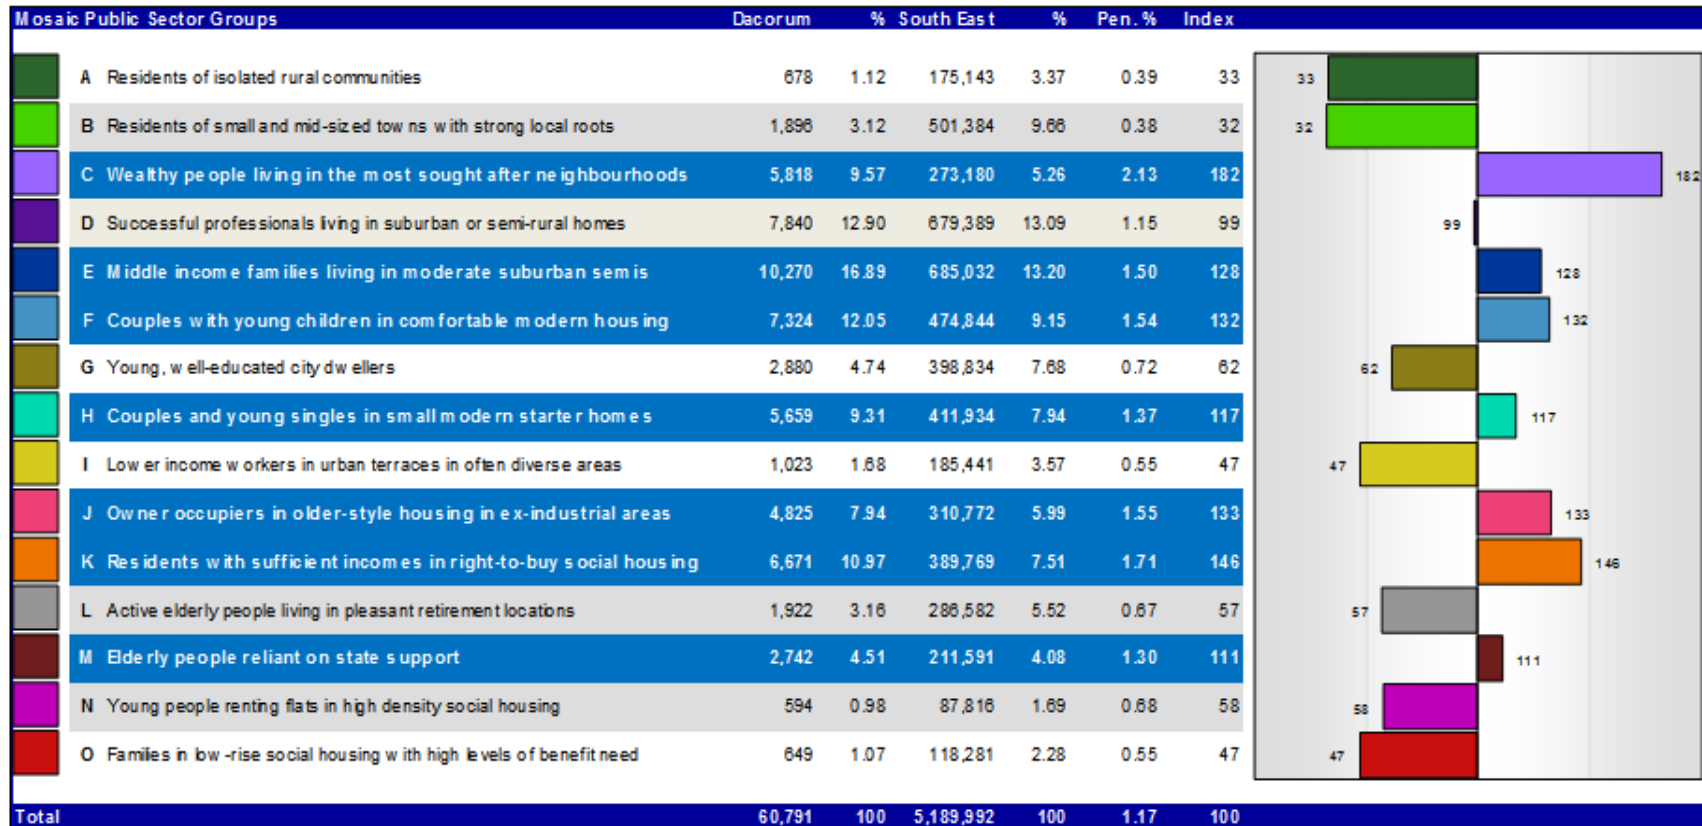 Mosaic Public Sector Groups Dacorum % South East % Pen. % Index
A Residents of isolated rural communities 678 1.12 175,143 3.37 0.39 33 33
B Residents of small and mid-sized towns with strong local roots 1,896 3.12 501,384 9.66 0.38 32 32
C Wealthy people living in the most sought after neighbourhoods 5,818 9.57 273,180 5.26 2.13 182 182
D Successful professionals living in suburban or semi-rural homes 7,840 12.90 679,389 13.09 1.15 99 99
E Middle income families living in moderate suburban semis 10,270 16.89 685,032 13.20 1.50 128 128
F Couples with young children in comfortable modern housing 7,324 12.05 474,844 9.15 1.54 132 132
G Young, well-educated city dwellers 2,880 4.74 398,834 7.68 0.72 62 62
H Couples and young singles in small modern starter homes 5,659 9.31 411,934 7.94 1.37 117 117
I Lower income workers in urban terraces in often diverse areas 1,023 1.68 185,441 3.57 0.55 47 47
J Owner occupiers in older-style housing in ex-industrial areas 4,825 7.94 310,772 5.99 1.55 133 133
K Residents with sufficient incomes in right-to-buy social housing 6,671 10.97 389,769 7.51 1.71 146 146
L Active elderly people living in pleasant retirement locations 1,922 3.16 286,582 5.52 0.67 57 57
M Elderly people reliant on state support 2,742 4.51 211,591 4.08 1.30 111 111
N Young people renting flats in high density social housing 594 0.98 87,816 1.69 0.68 58 58
O Families in low-rise social housing with high levels of benefit need 649 1.07 118,281 2.28 0.55 47 47
Total 60,791 100 5,189,992 100 1.17 100